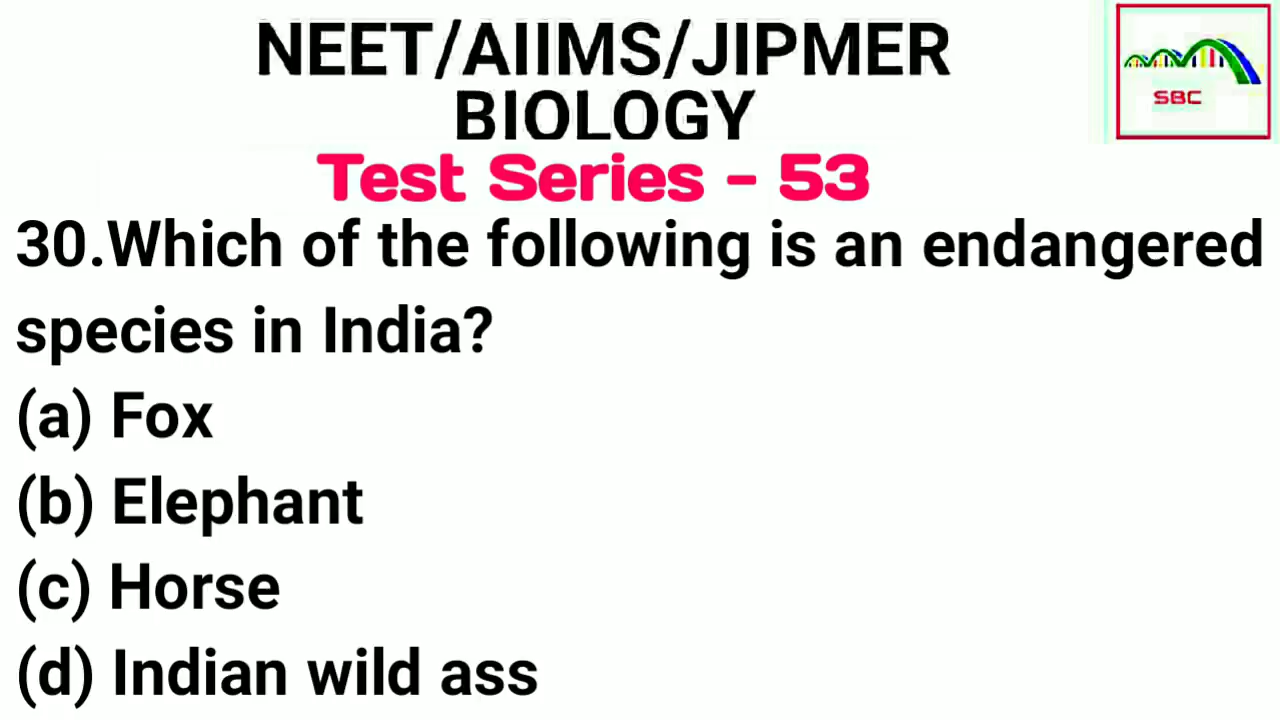 NEET/AIIMS/JIPMER
BIOLOGY
SBC
Test Series - 53
30.Which of the following is an endangered
species in India?
(a) Fox
(b) Elephant
(c) Horse
(d) Indian wild ass